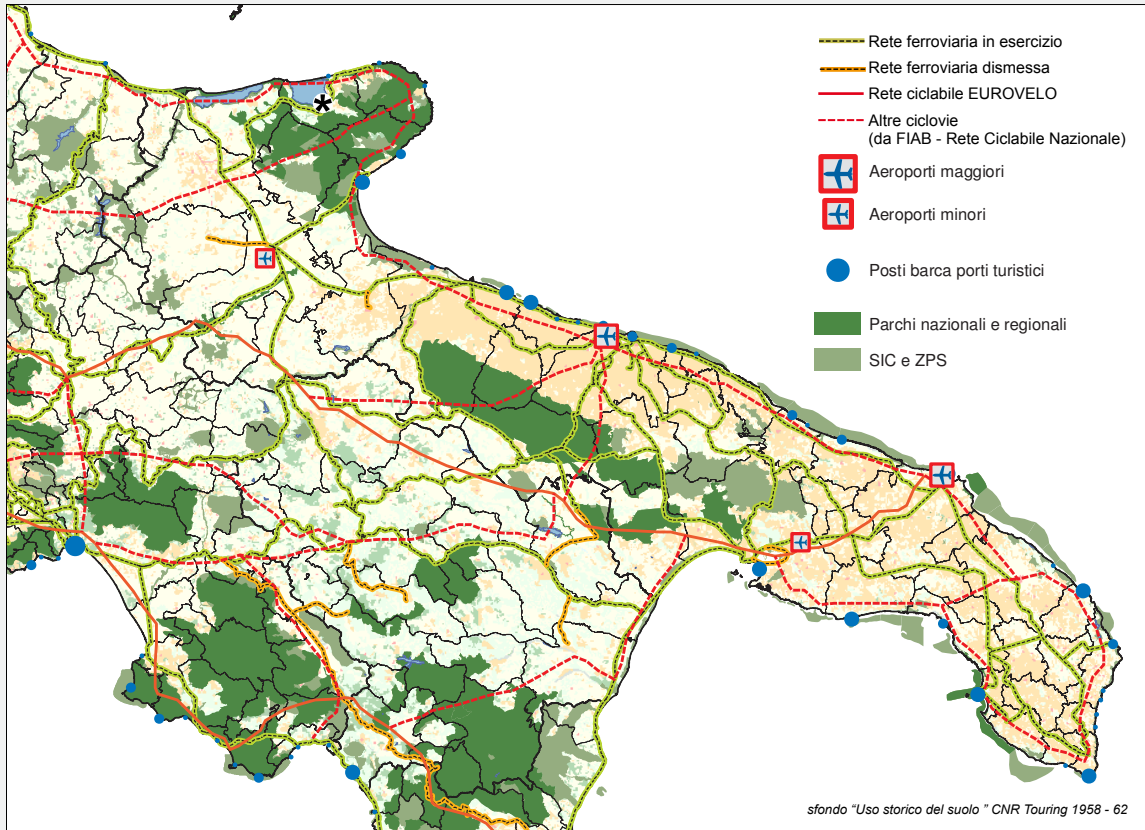 Rete ferroviaria in esercizio
Rete ferroviaria dismessa
Rete ciclabile EUROVELO
Altre ciclovie
(da FIAB - Rete Ciclabile Nazionale)
Aeroporti maggiori
Aeroporti minori
Posti barca porti turistici
Parchi nazionali e regionali
SIC e ZPS
*
sfondo "Uso storico del suolo " CNR Touring 1958 - 62